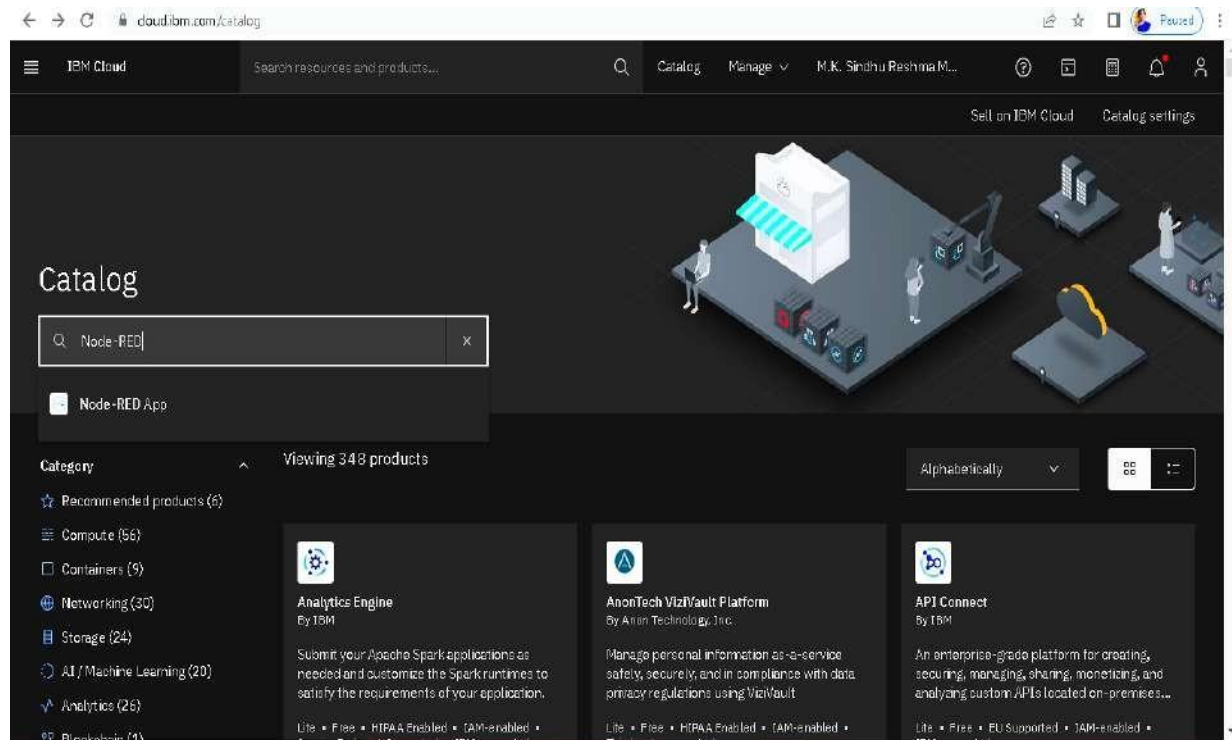 cloud.ibm.com/catalog
Paused
IBM Cloud
Search resources and products...
Catalog
Manage
M.K. Sindhu Reshma M...
Sell on IBM Cloud
Catalog settings
Catalog
Node-RED
Node-RED App
Category
Recommended products (6)
Compute (56)
Containers (9)
Networking (30)
Storage (24)
AI / Machine Learning (20)
Analytics (26)
Blockchain (1)
Viewing 348 products
Alphabetically
Analytics Engine
By IBM
Submit your Apache Spark applications as
needed and customize the Spark runtimes to
satisfy the requirements of your application.
Lite • Free • HIPAA Enabled • IAM-enabled •
AnonTech ViziVault Platform
By Anon Technology, Inc.
Manage personal information as-a-service
safely, securely, and in compliance with data
privacy regulations using ViziVault
Lite • Free • HIPAA Enabled • IAM-enabled •
API Connect
By IBM
An enterprise-grade platform for creating,
securing, managing, sharing, monetizing, and
analyzing custom APIs located on-premises...
Lite • Free • EU Supported • IAM-enabled •